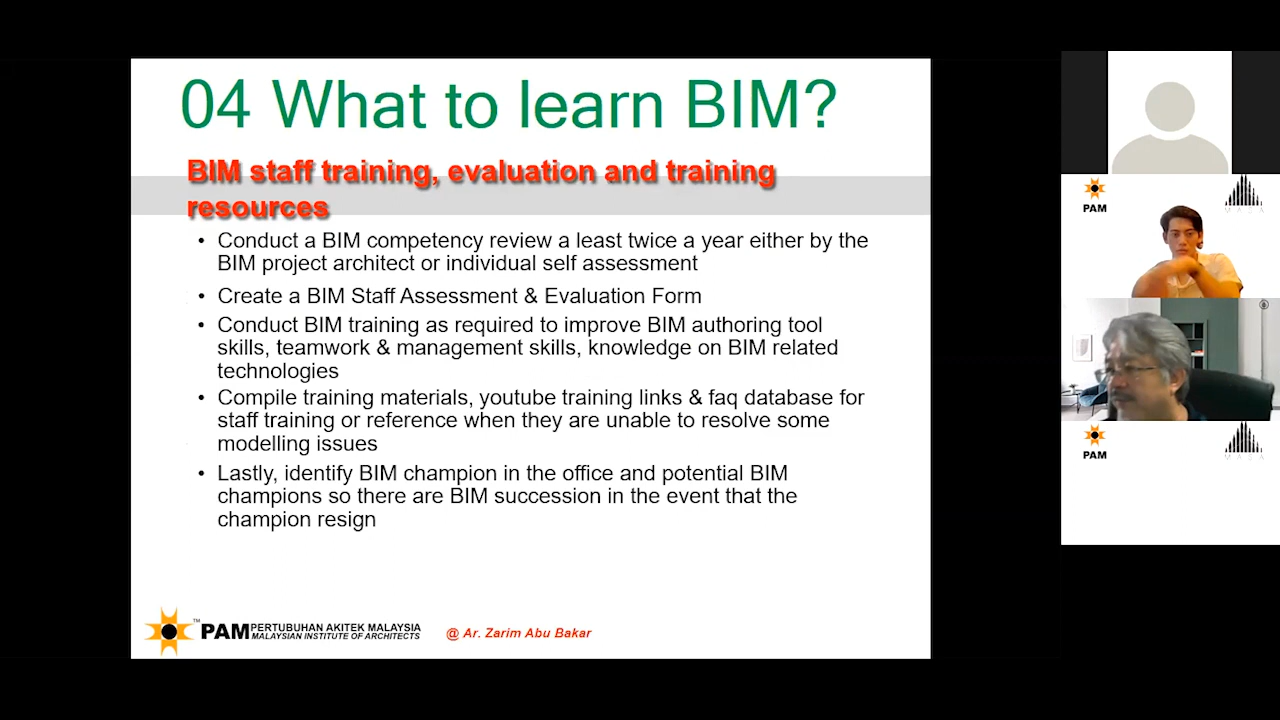 04 What to learn BIM?
BIM staff training, evaluation and training
resources
• Conduct a BIM competency review a least twice a year either by the
BIM project architect or individual self assessment
• Create a BIM Staff Assessment & Evaluation Form
• Conduct BIM training as required to improve BIM authoring tool
skills, teamwork & management skills, knowledge on BIM related
technologies
• Compile training materials, youtube training links & faq database for
staff training or reference when they are unable to resolve some
modelling issues
• Lastly, identify BIM champion in the office and potential BIM
champions so there are BIM succession in the event that the
champion resign
™
PAM PERTUBUHAN AKITEK MALAYSIA
MALAYSIAN INSTITUTE OF ARCHITECTS
@ Ar. Zarim Abu Bakar
PAM
PAM